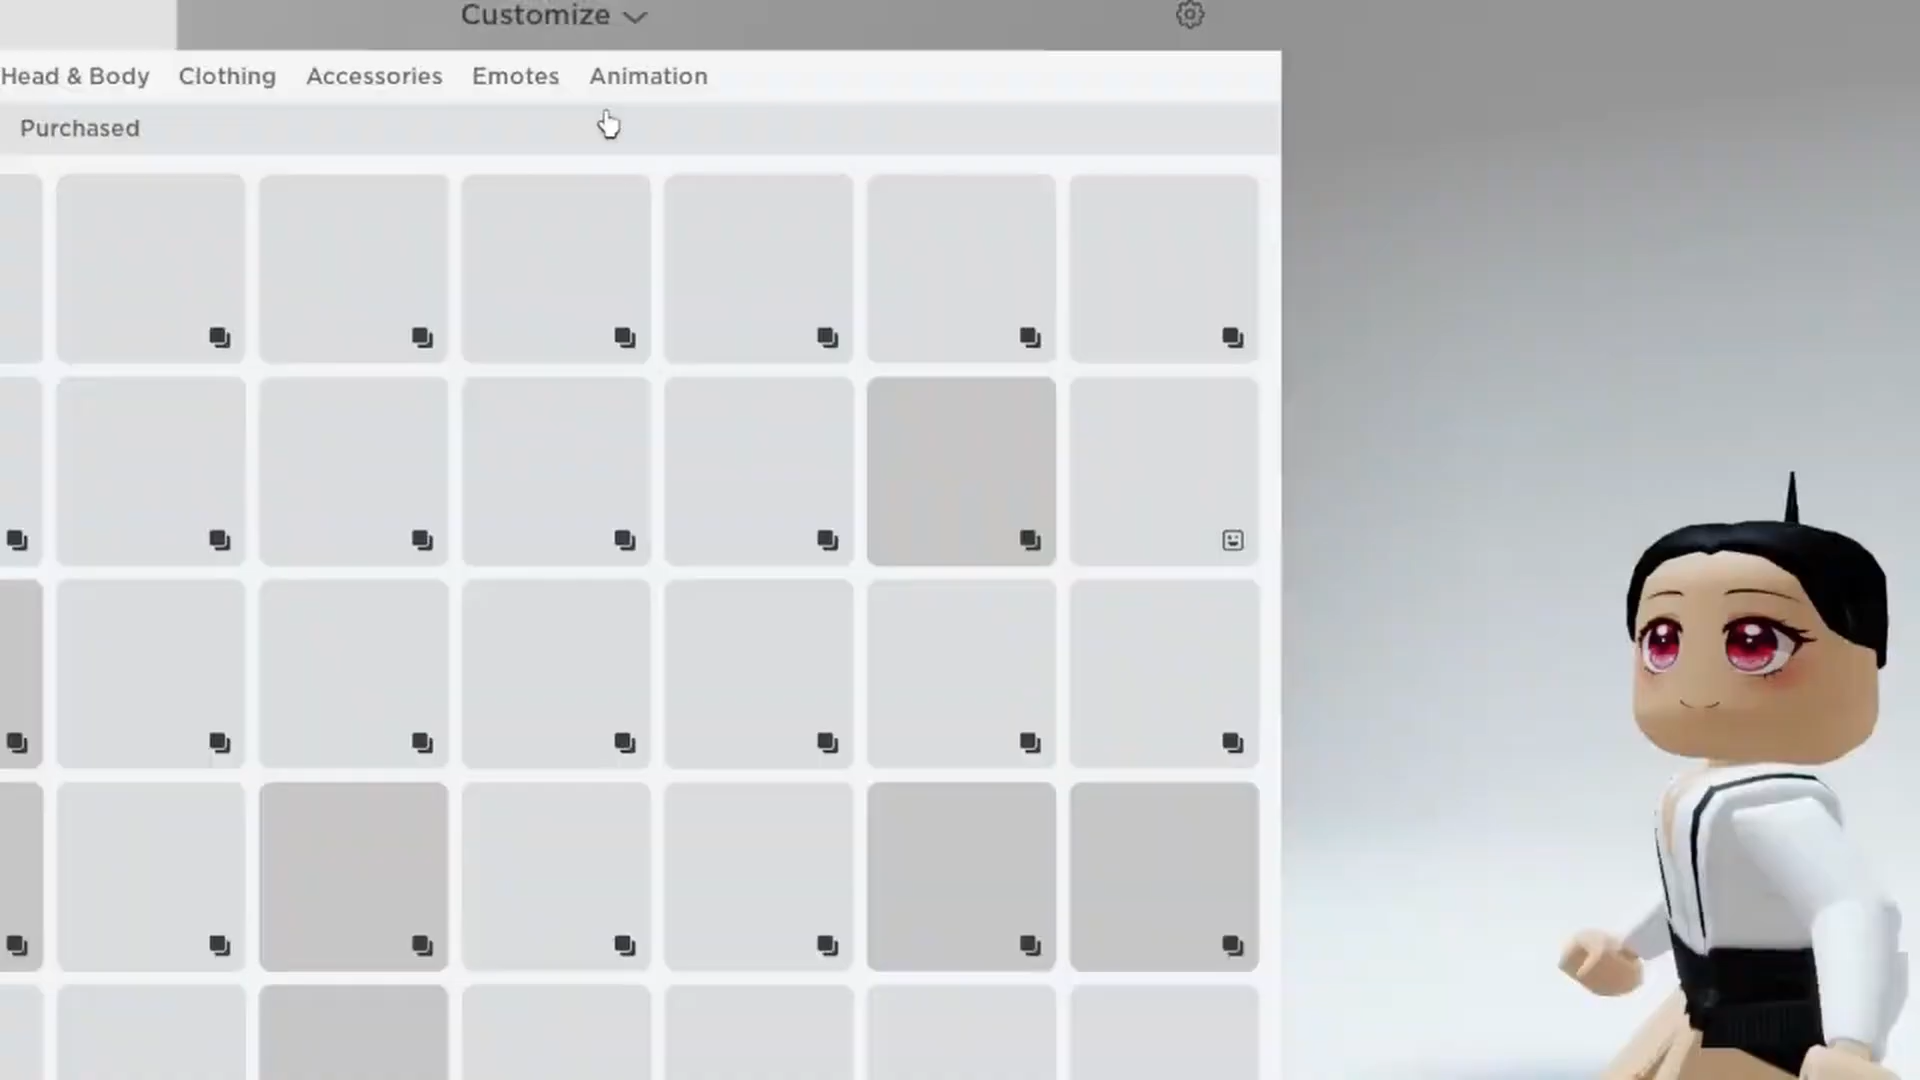 Customize
Head & Body Clothing Accessories Emotes Animation
Purchased